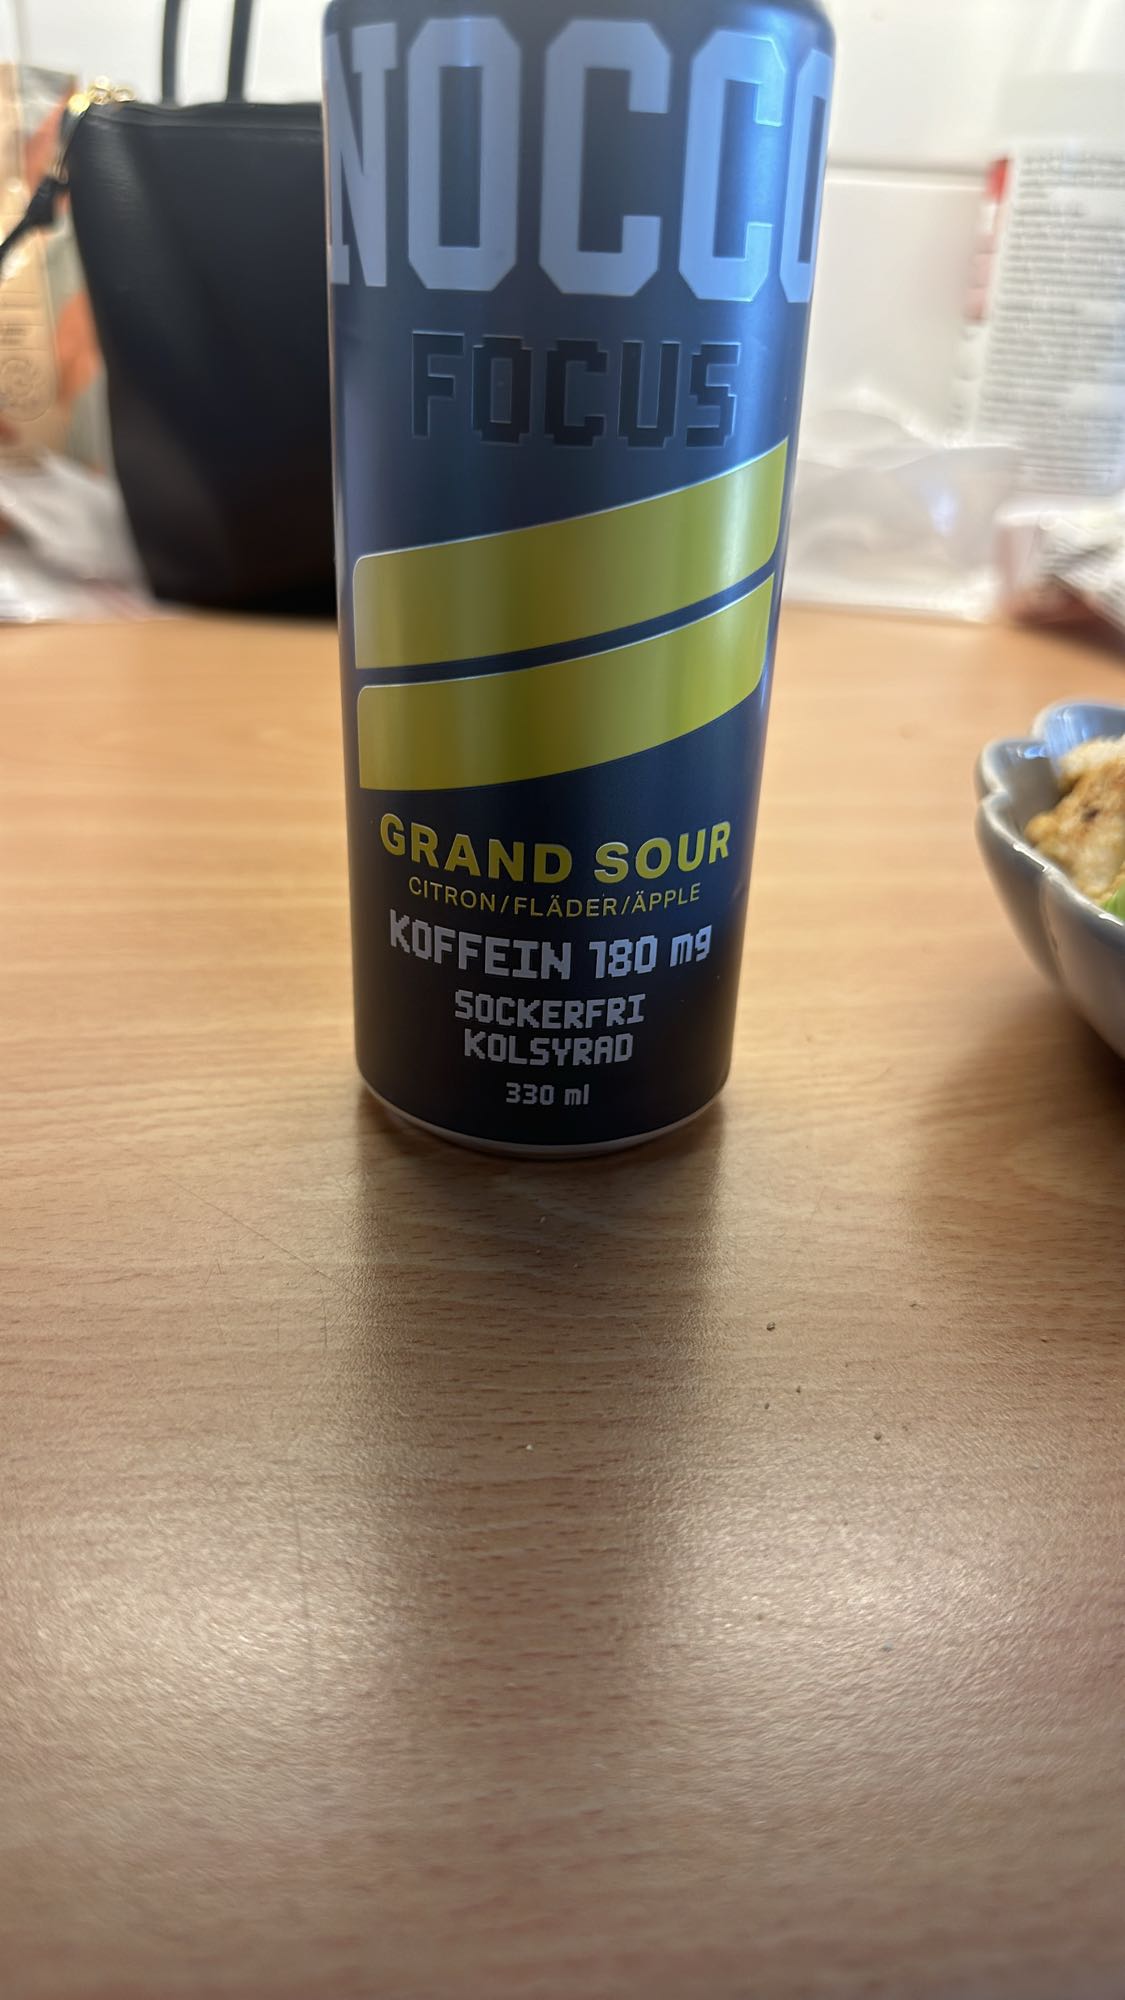 NOCCO
FOCUS
GRAND SOUR
CITRON/FLÄDER/ÄPPLE
KOFFEIN 180 mg
SOCKERFRI
KOLSYRAD
330 ml